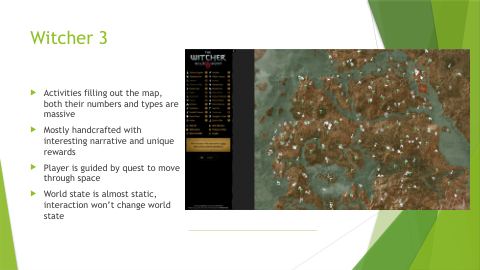 Witcher 3
Activities filling out the map,
both their numbers and types are
massive
Mostly handcrafted with
interesting narrative and unique
rewards
Player is guided by quest to move
through space
World state is almost static,
interaction won't change world
state
THE
WITCHER
WILD HUNT